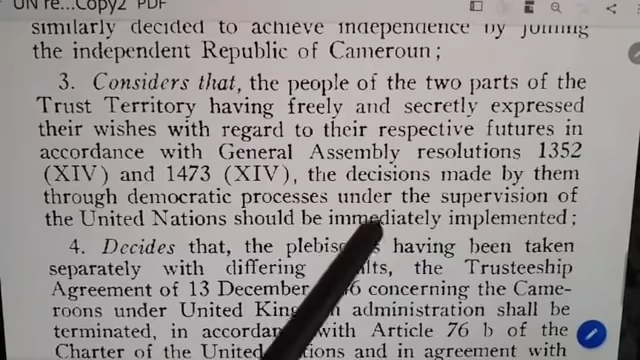 UN re...Copy2 PDF
similarly decided to achieve independence by joining
the independent Republic of Cameroun;
3. Considers that, the people of the two parts of the
Trust Territory having freely and secretly expressed
their wishes with regard to their respective futures in
accordance with General Assembly resolutions 1352
(XIV) and 1473 (XIV), the decisions made by them
through democratic processes under the supervision of
the United Nations should be immediately implemented;
4. Decides that, the having been taken
separately with differing the Trusteeship
Agreement of 13 December concerning the Came-
roons under United administration shall be
terminated, in with Article 76 b of the
Charter of the United and in agreement with